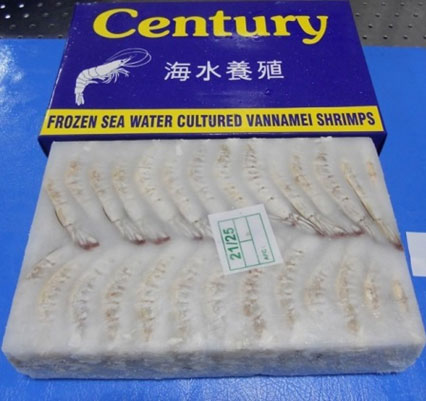 Century
海水養殖
FROZEN SEA WATER CULTURED VANNAMEI SHRIMPS
21/25